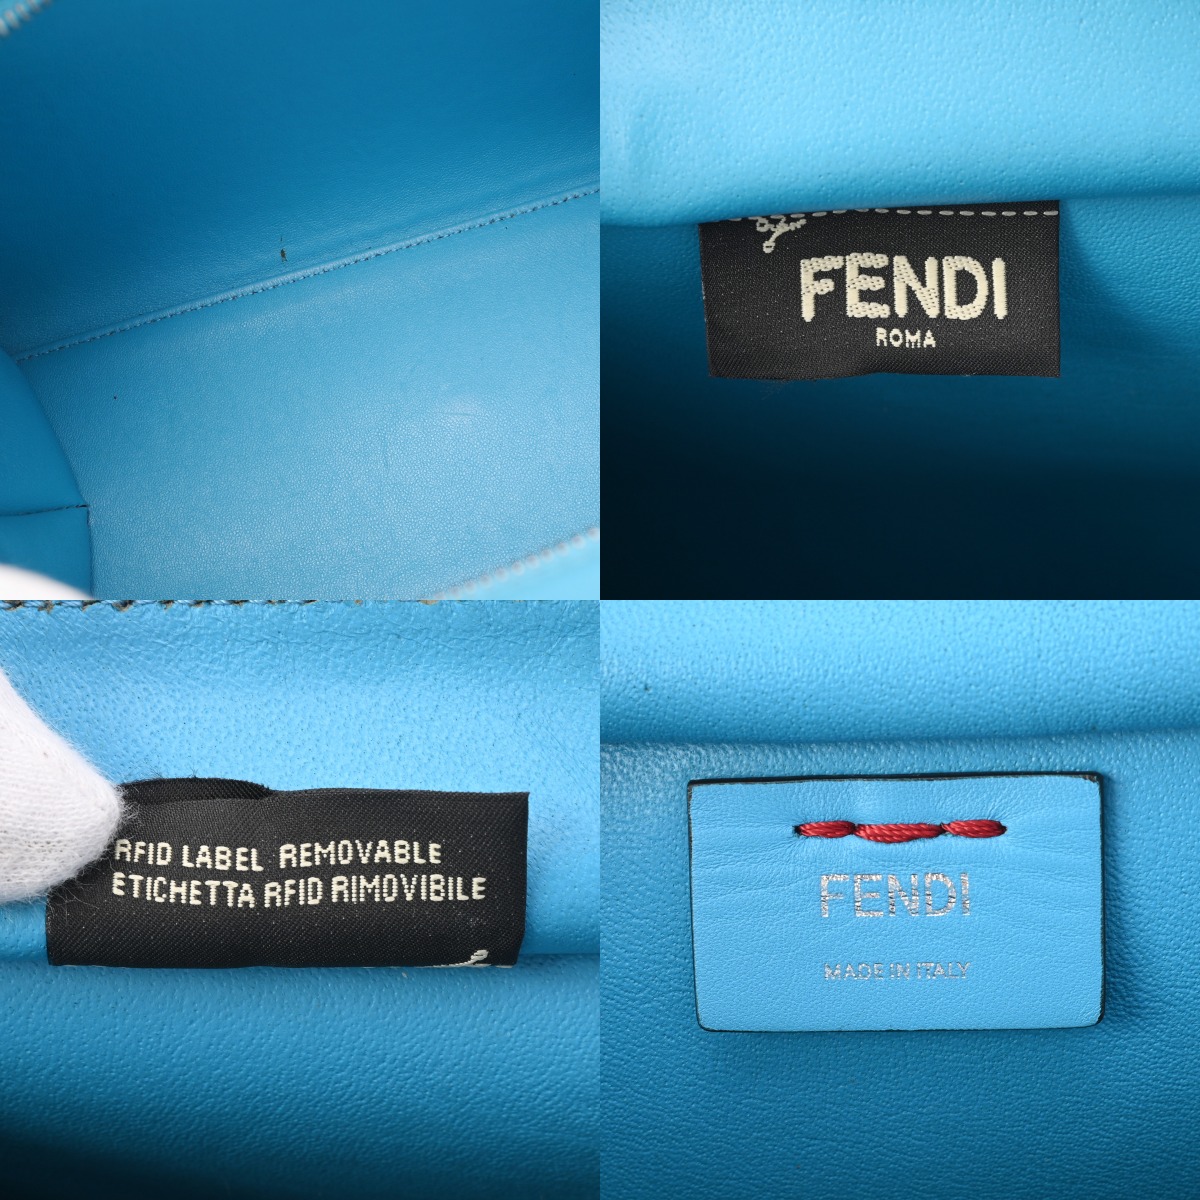 FENDI
ROMA
RFID LABEL REMOVABLE
ETICHETTA RFID RIMOVIBILE
FENDI
MADE IN ITALY